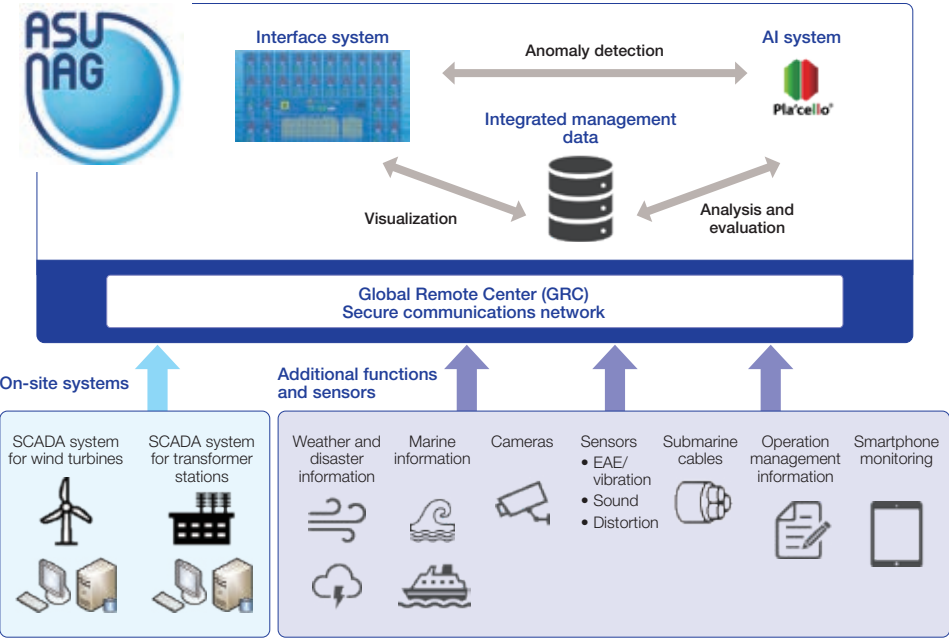 ASU
NAG
Interface system
Anomaly detection
AI system
Pla'cello®
Integrated management
data
Visualization
Analysis and
evaluation
Global Remote Center (GRC)
Secure communications network
On-site systems
Additional functions
and sensors
SCADA system
for wind turbines
SCADA system
for transformer
stations
Weather and
disaster
information
Marine
information
Cameras
Sensors
• EAE/
vibration
• Sound
• Distortion
Submarine
cables
Operation
management
information
Smartphone
monitoring